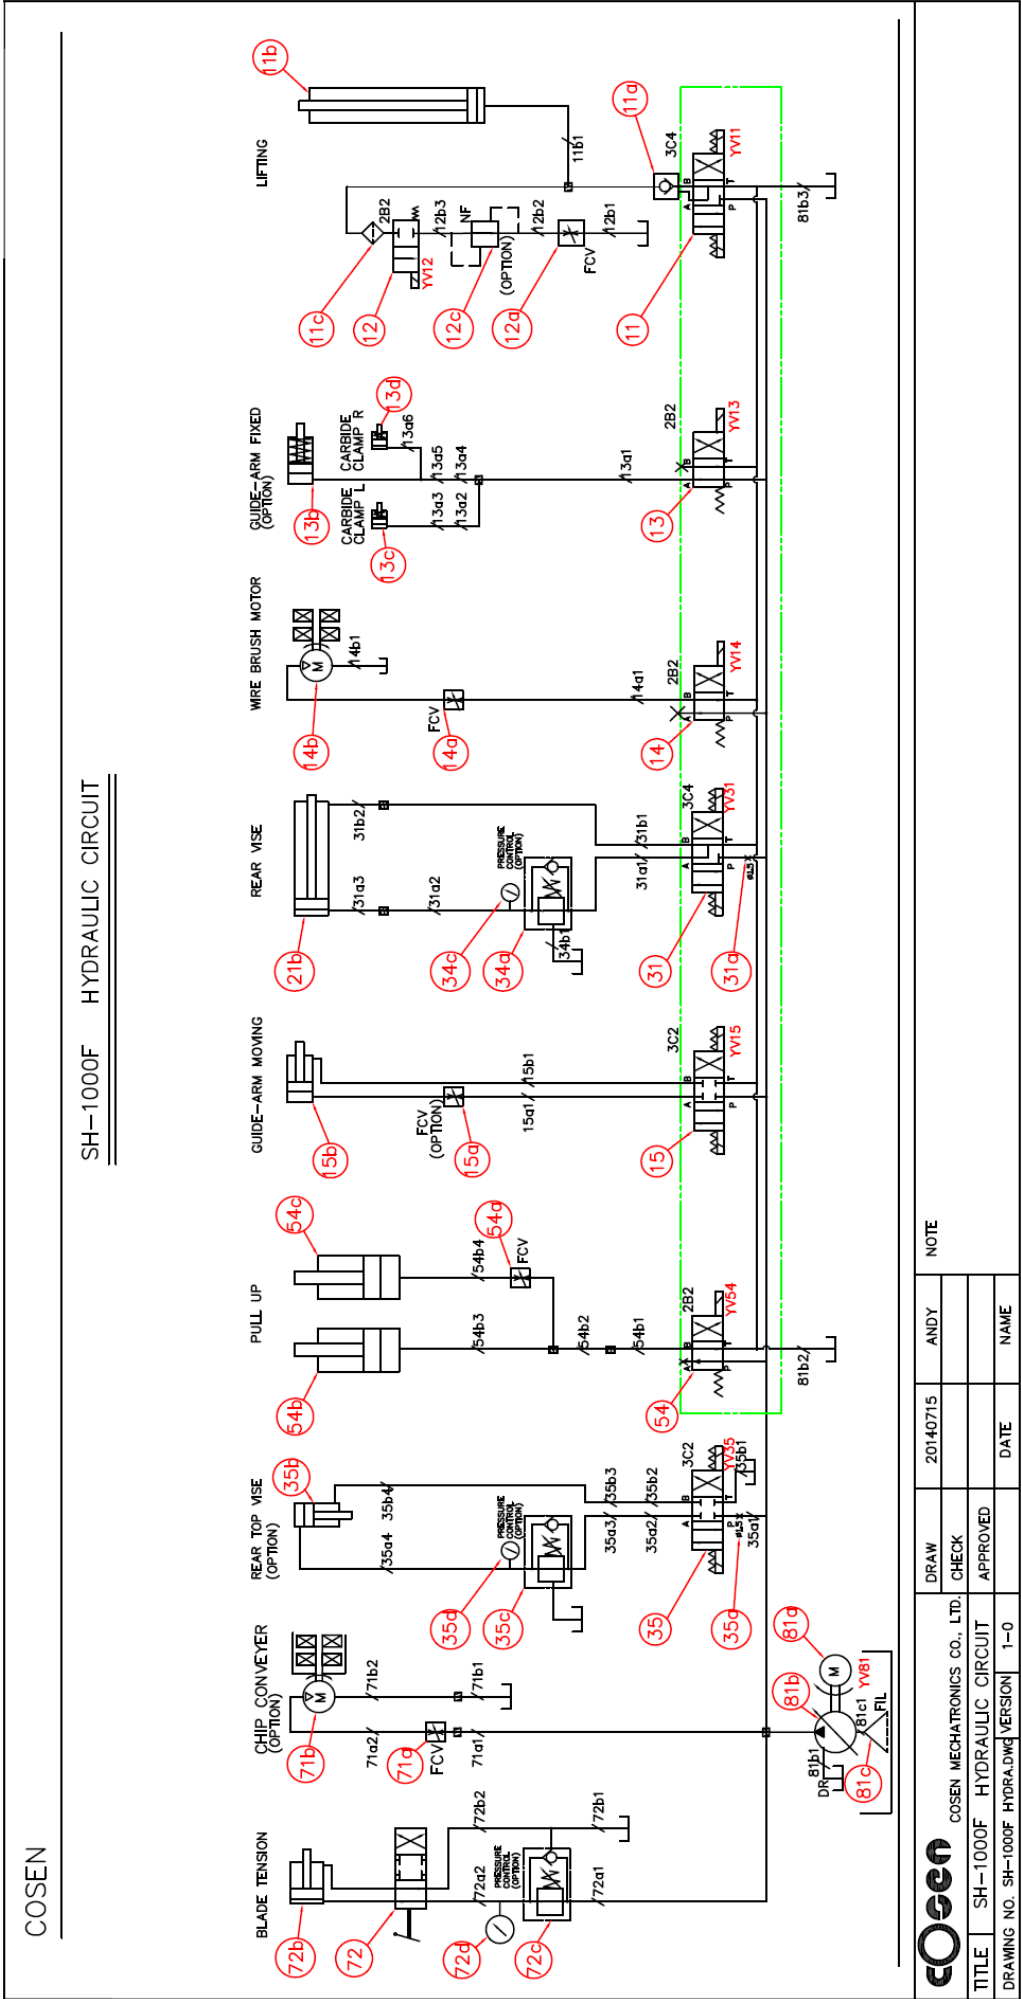 COSEN
SH-1000F HYDRAULIC CIRCUIT
BLADE TENSION
72b
72
72d
PRESSURE
CONTROL
(OPTION)
72a2
72b2
72c
72a1
72b1
CHIP CONVEYER
(OPTION)
71b
M
71a2
71b2
71a
FCV
71a1
71b1
REAR TOP VISE
(OPTION)
35b
35a4
35b4
35d
PRESSURE
CONTROL
(OPTION)
35c
35a3
35b3
35a2
35b2
3C2
35
A
B
P
T
YV35
35b1
ø1.5
35a1
35d
PULL UP
54b
54c
54b3
54b4
54a
FCV
54b2
54b1
2B2
54
A
B
YV54
81b2
GUIDE-ARM MOVING
15b
FCV
(OPTION)
15a
15a1
15b1
3C2
15
A
B
P
T
YV15
REAR VISE
21b
31a3
31b2
31a2
34c
PRESSURE
CONTROL
(OPTION)
34a
34b1
31a1
31b1
3C4
31
A
B
P
T
YV31
ø1.5
31a
WIRE BRUSH MOTOR
14b
M
14b1
FCV
14a
14a1
2B2
14
A
B
P
T
YV14
GUIDE-ARM FIXED
(OPTION)
13b
CARBIDE
CLAMP L
CARBIDE
CLAMP R
13c
13d
13a6
13a3
13a5
13a2
13a4
13a1
2B2
13
A
B
P
T
YV13
LIFTING
11b
11c
2B2
12
YV12
12b3
NF
12c
(OPTION)
12b2
12a
FCV
12b1
11b1
11a
3C4
11
A
B
P
T
YV11
81b3
81b
81a
M
YV81
81b1
DR
81c1
FIL
81c
cosen
COSEN MECHATRONICS CO., LTD.
TITLE SH-1000F HYDRAULIC CIRCUIT
DRAWING NO. SH-1000F HYDRA.DWG VERSION 1-0
DRAW 20140715 ANDY NOTE
CHECK
APPROVED
DATE NAME